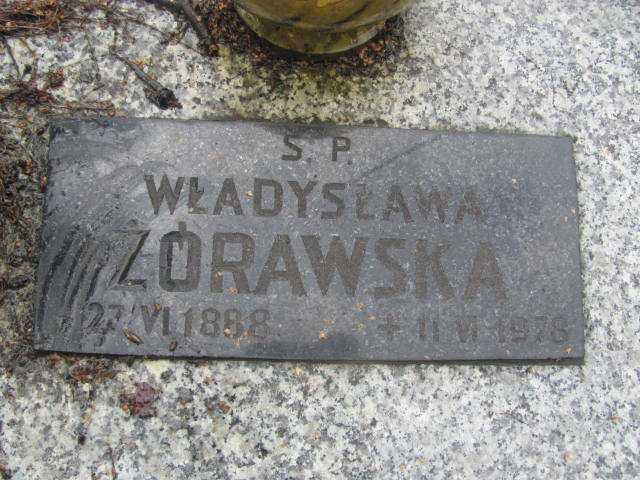 Ś. P.
WŁADYSŁAWA
ŻÓRAWSKA
* 27 VI 1888 + 11 VI 1978